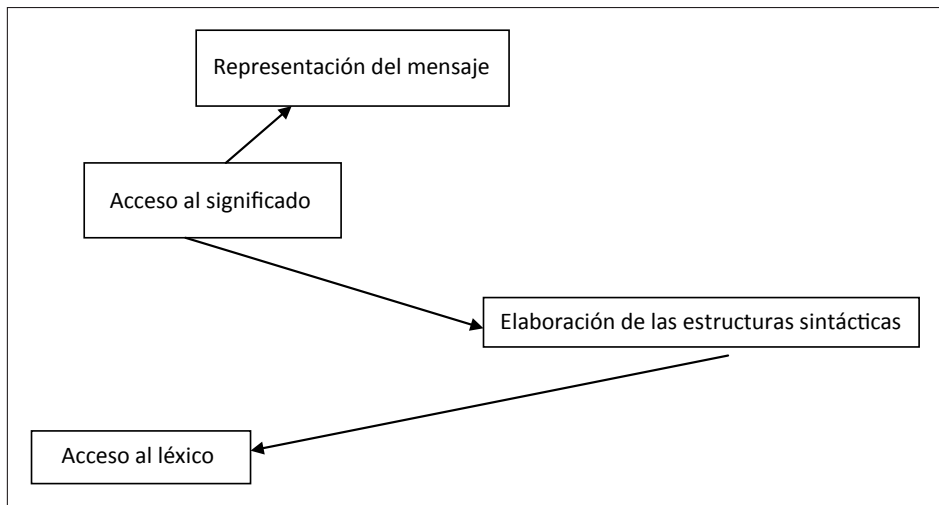 Representación del mensaje
Acceso al significado
Elaboración de las estructuras sintácticas
Acceso al léxico